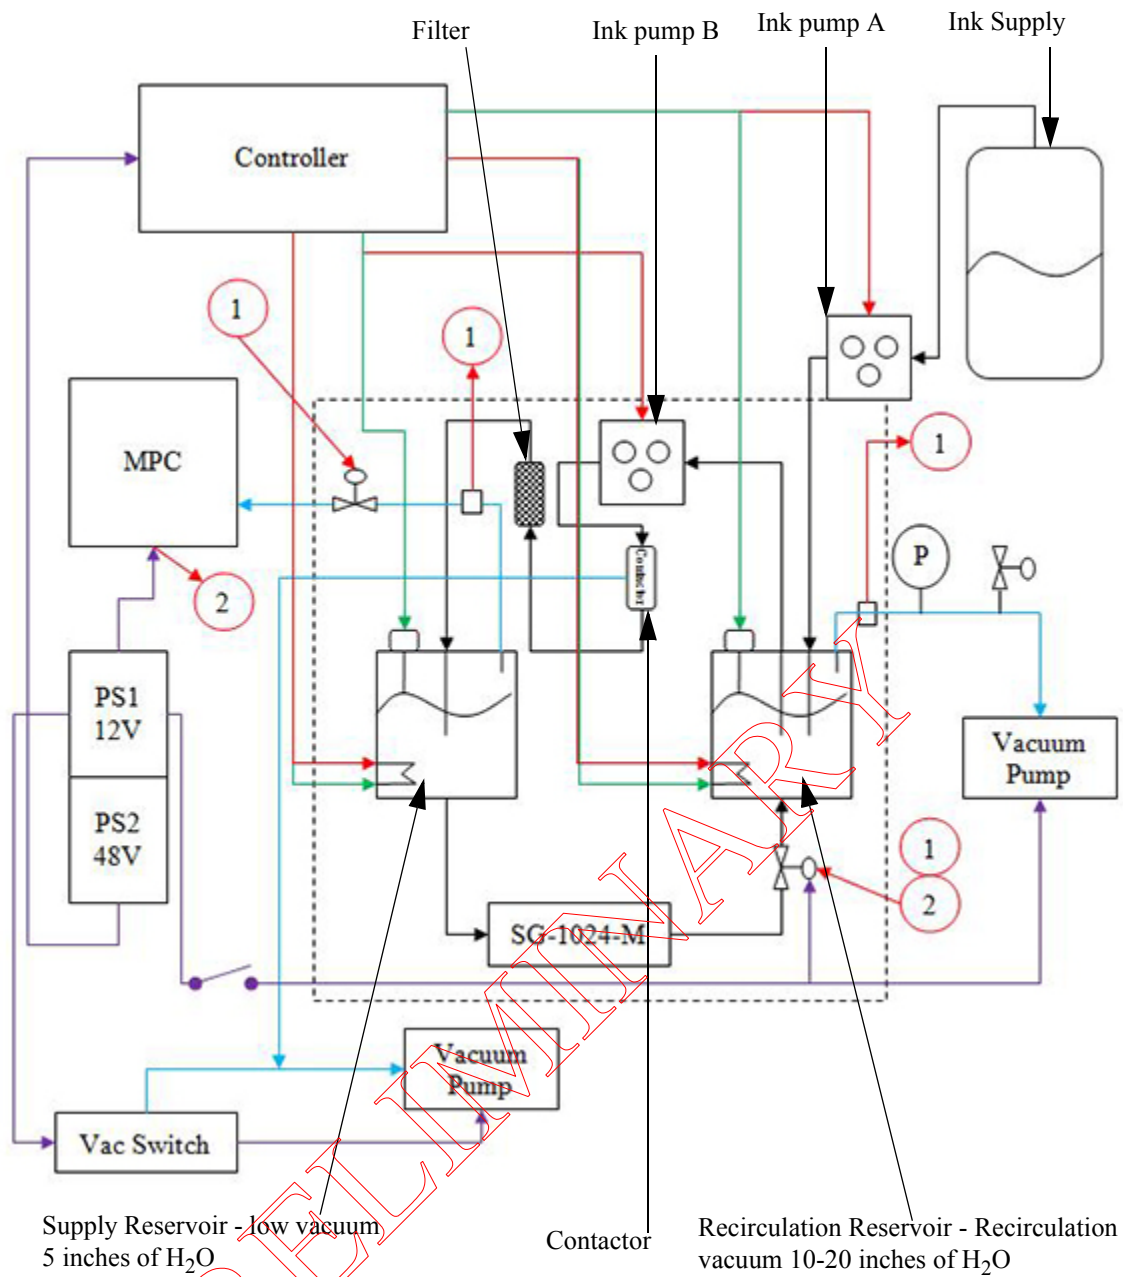 Filter
Ink pump B
Ink pump A
Ink Supply
Controller
1
1
MPC
1
2
P
Contactor
PS1
12V
PS2
48V
Vacuum
Pump
1
2
SG-1024-M
Vacuum
Pump
Vac Switch
Supply Reservoir - low vacuum
5 inches of H₂O
Contactor
Recirculation Reservoir - Recirculation
vacuum 10-20 inches of H₂O
ELIMINARY